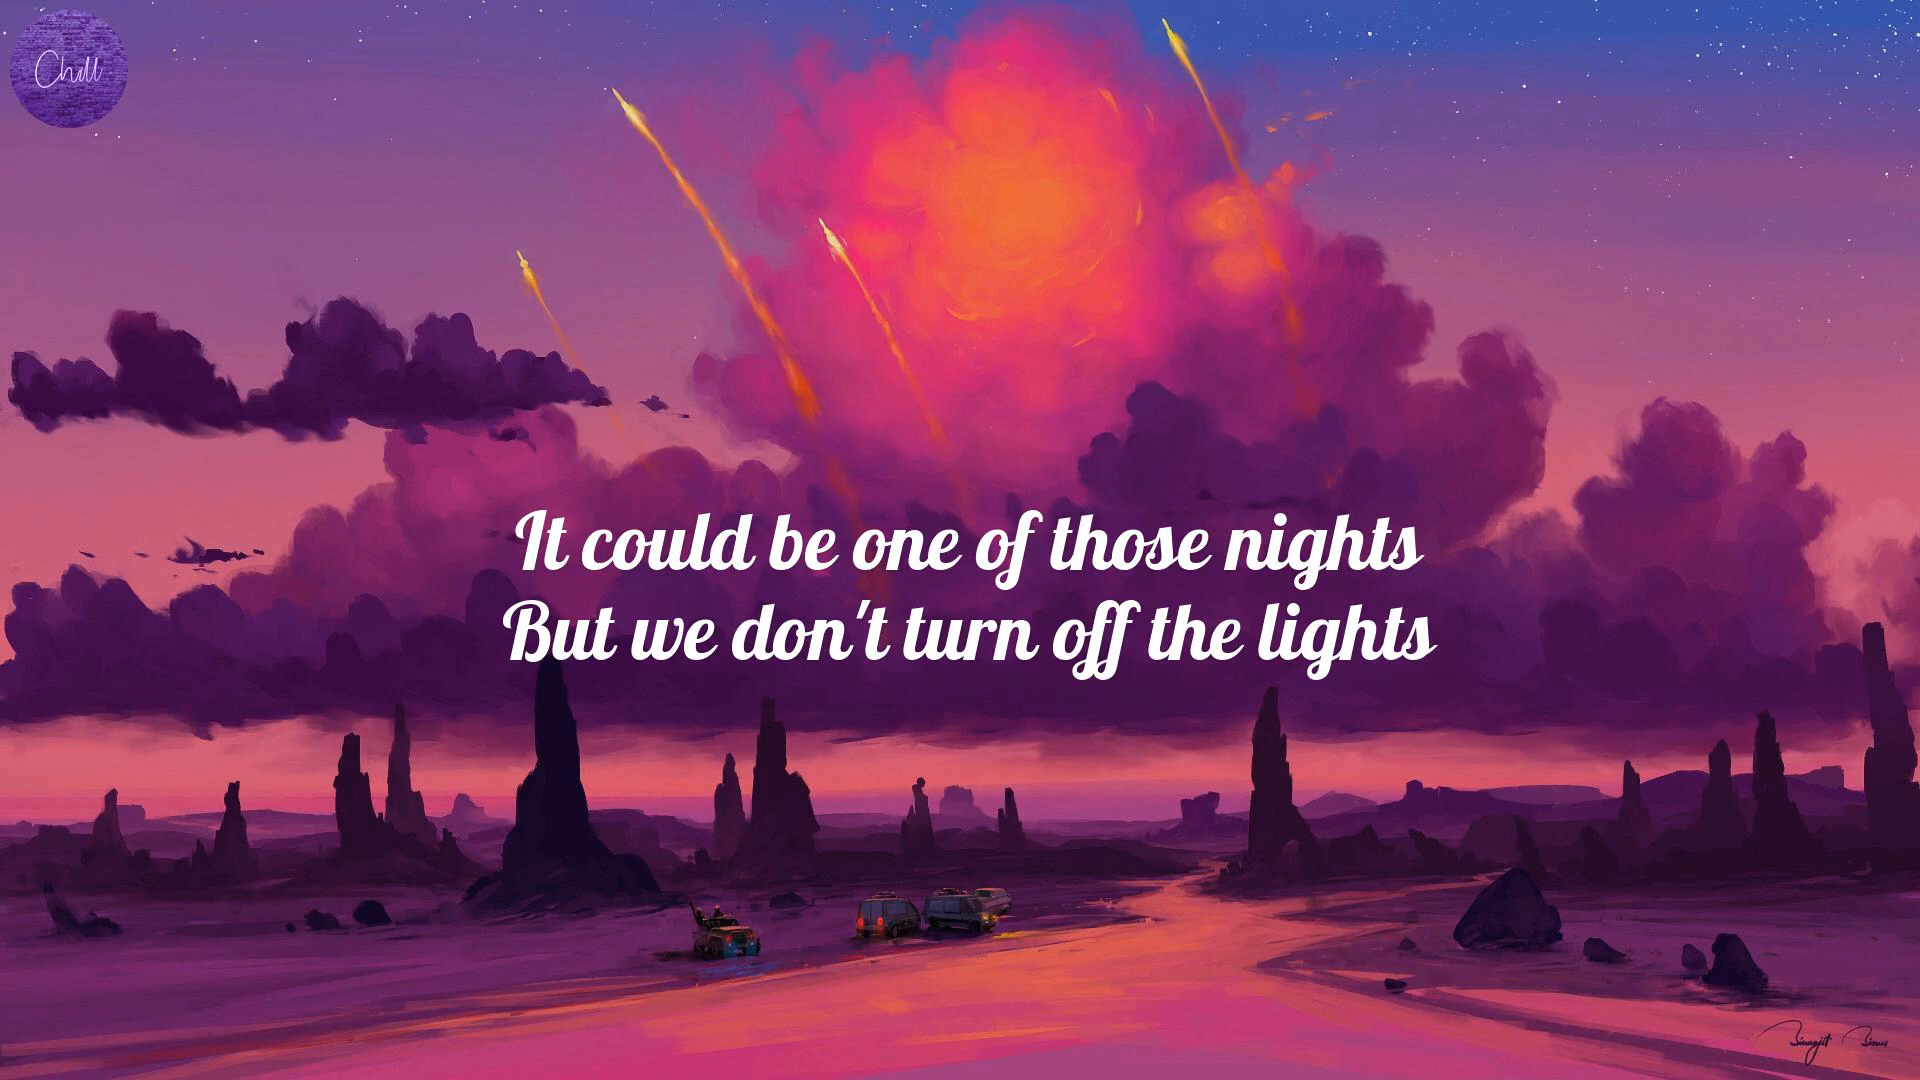 Chill
It could be one of those nights
But we don't turn off the lights